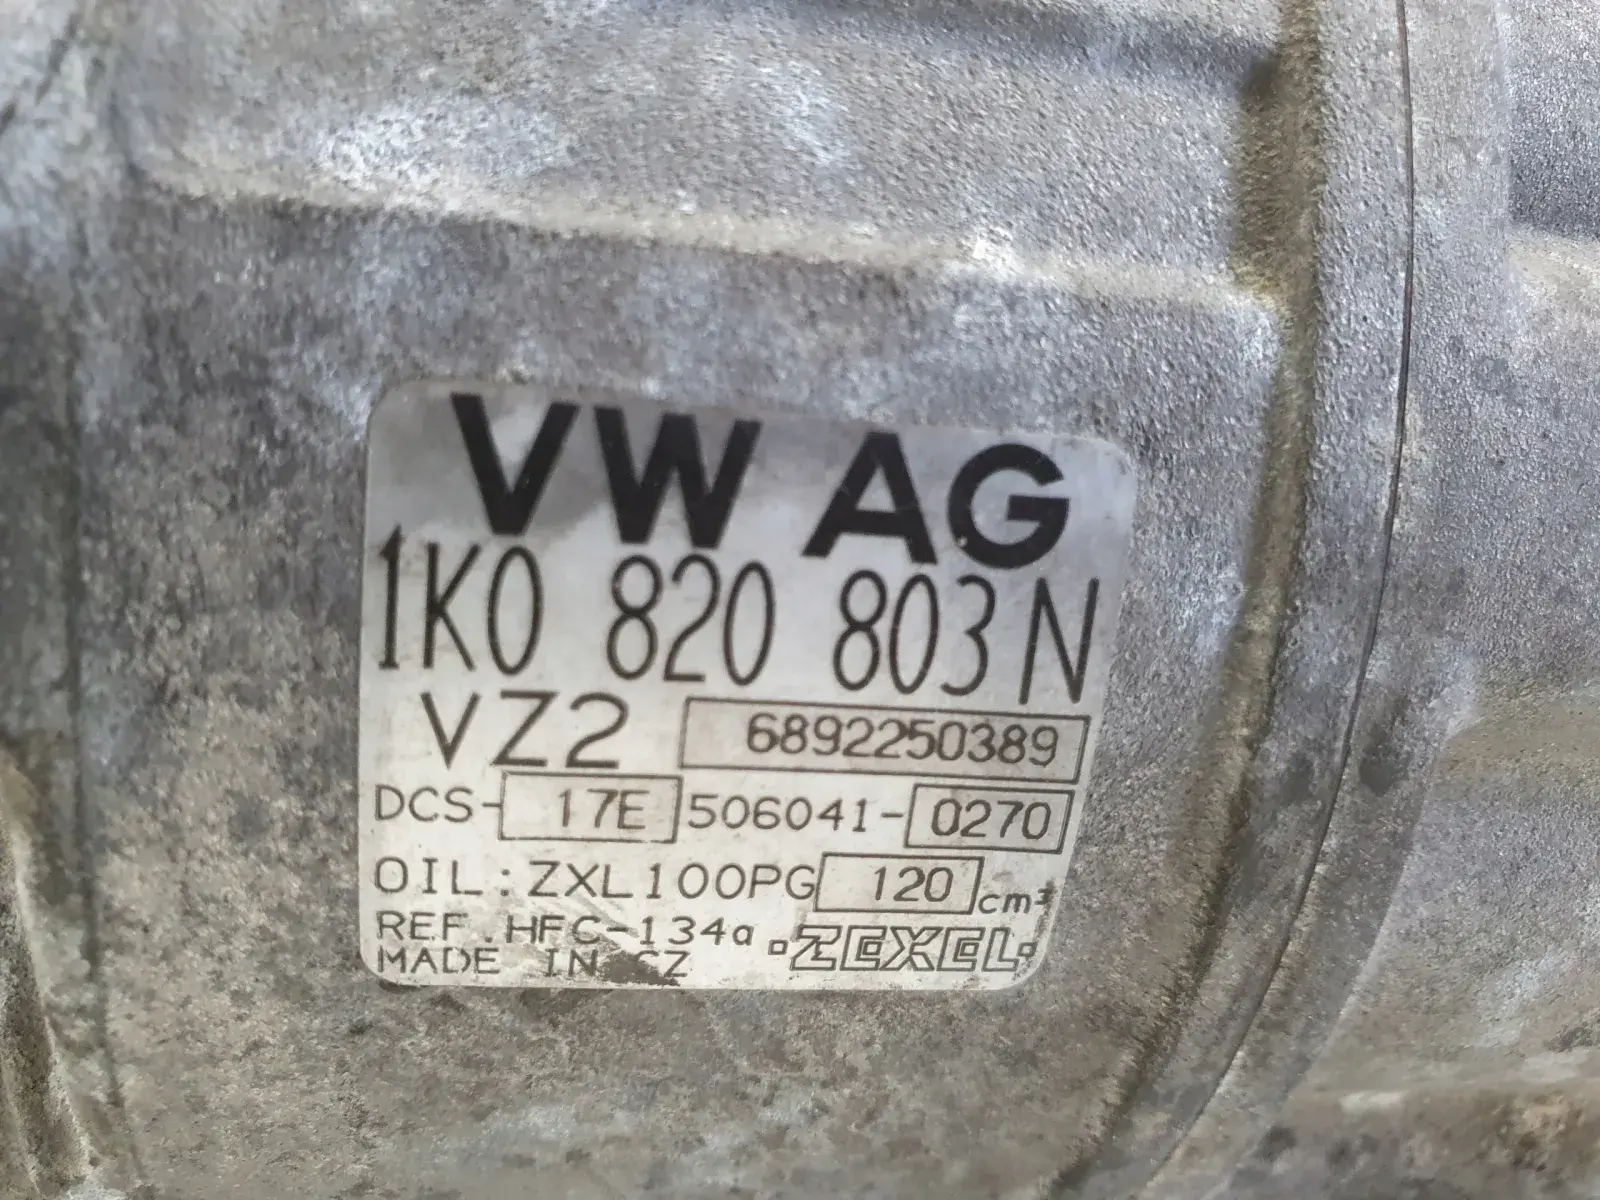 VW AG
1K0 820 803 N
VZ2 6892250389
DCS-17E 506041-0270
OIL:ZXL100PG 120 cm³
REF.HFC-134a ZEXEL
MADE IN CZ